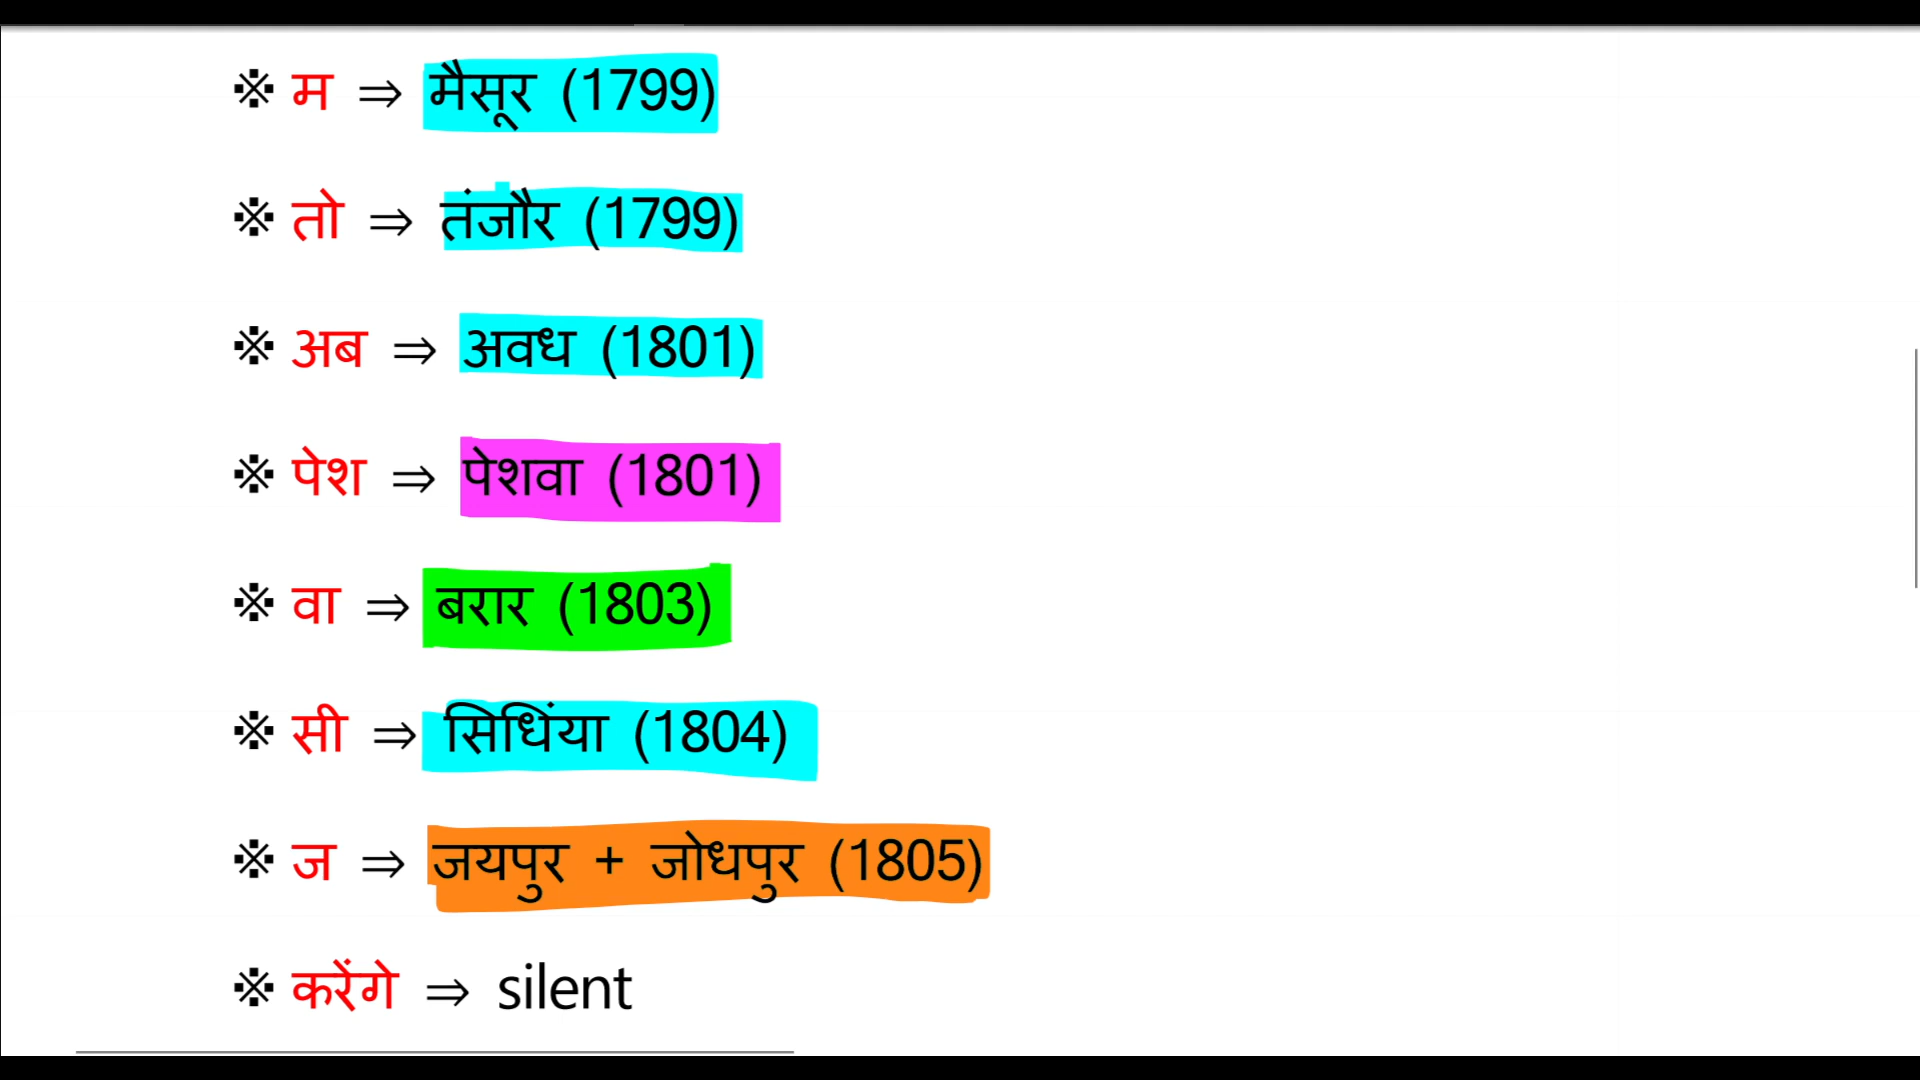 ※ म ⇒ मैसूर (1799)
※ तो ⇒ तंजौर (1799)
※ अब ⇒ अवध (1801)
※ पेश ⇒ पेशवा (1801)
※ वा ⇒ बरार (1803)
※ सी ⇒ सिधिंया (1804)
※ ज ⇒ जयपुर + जोधपुर (1805)
※ करेंगे ⇒ silent